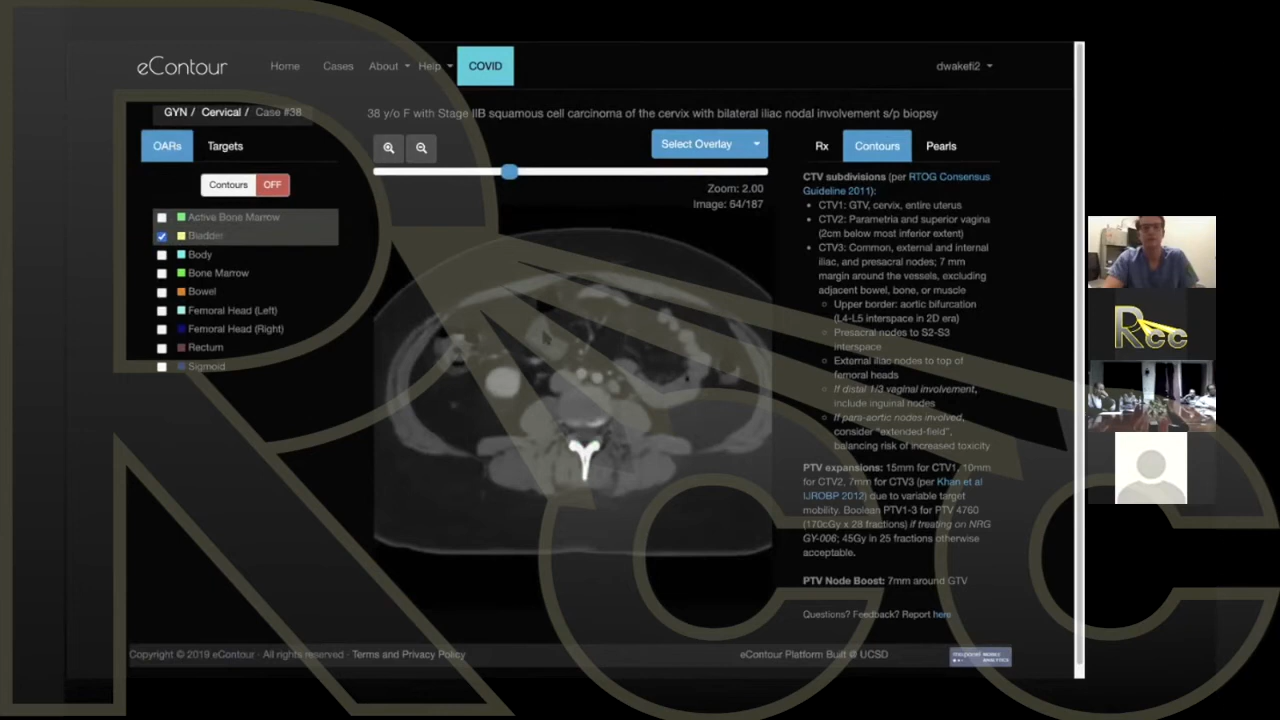 eContour
Home Cases About Help COVID
dwakefi2
GYN / Cervical / Case #38
38 y/o F with Stage IIB squamous cell carcinoma of the cervix with bilateral iliac nodal involvement s/p biopsy
OARs Targets
Contours OFF
Active Bone Marrow
Bladder
Body
Bone Marrow
Bowel
Femoral Head (Left)
Femoral Head (Right)
Rectum
Sigmoid
Select Overlay
Zoom: 2.00
Image: 64/187
Rx Contours Pearls
CTV subdivisions (per RTOG Consensus
Guideline 2011):
• CTV1: GTV, cervix, entire uterus
• CTV2: Parametria and superior vagina
(2cm below most inferior extent)
• CTV3: Common, external and internal
iliac, and presacral nodes; 7 mm
margin around the vessels, excluding
adjacent bowel, bone, or muscle
Upper border: aortic bifurcation
(L4-L5 interspace in 2D era)
Presacral nodes to S2-S3
interspace
External iliac nodes to top of
femoral heads
If distal 1/3 vaginal involvement,
include inguinal nodes
If para-aortic nodes involved,
consider "extended-field",
balancing risk of increased toxicity
PTV expansions: 15mm for CTV1, 10mm
for CTV2, 7mm for CTV3 (per Khan et al
IJROBP 2012) due to variable target
mobility. Boolean PTV1-3 for PTV 4760
(170cGy x 28 fractions) if treating on NRG
GY-006; 45Gy in 25 fractions otherwise
acceptable.
PTV Node Boost: 7mm around GTV
Questions? Feedback? Report here
Copyright © 2019 eContour · All rights reserved · Terms and Privacy Policy
eContour Platform Built @ UCSD
Rcc
Rcc